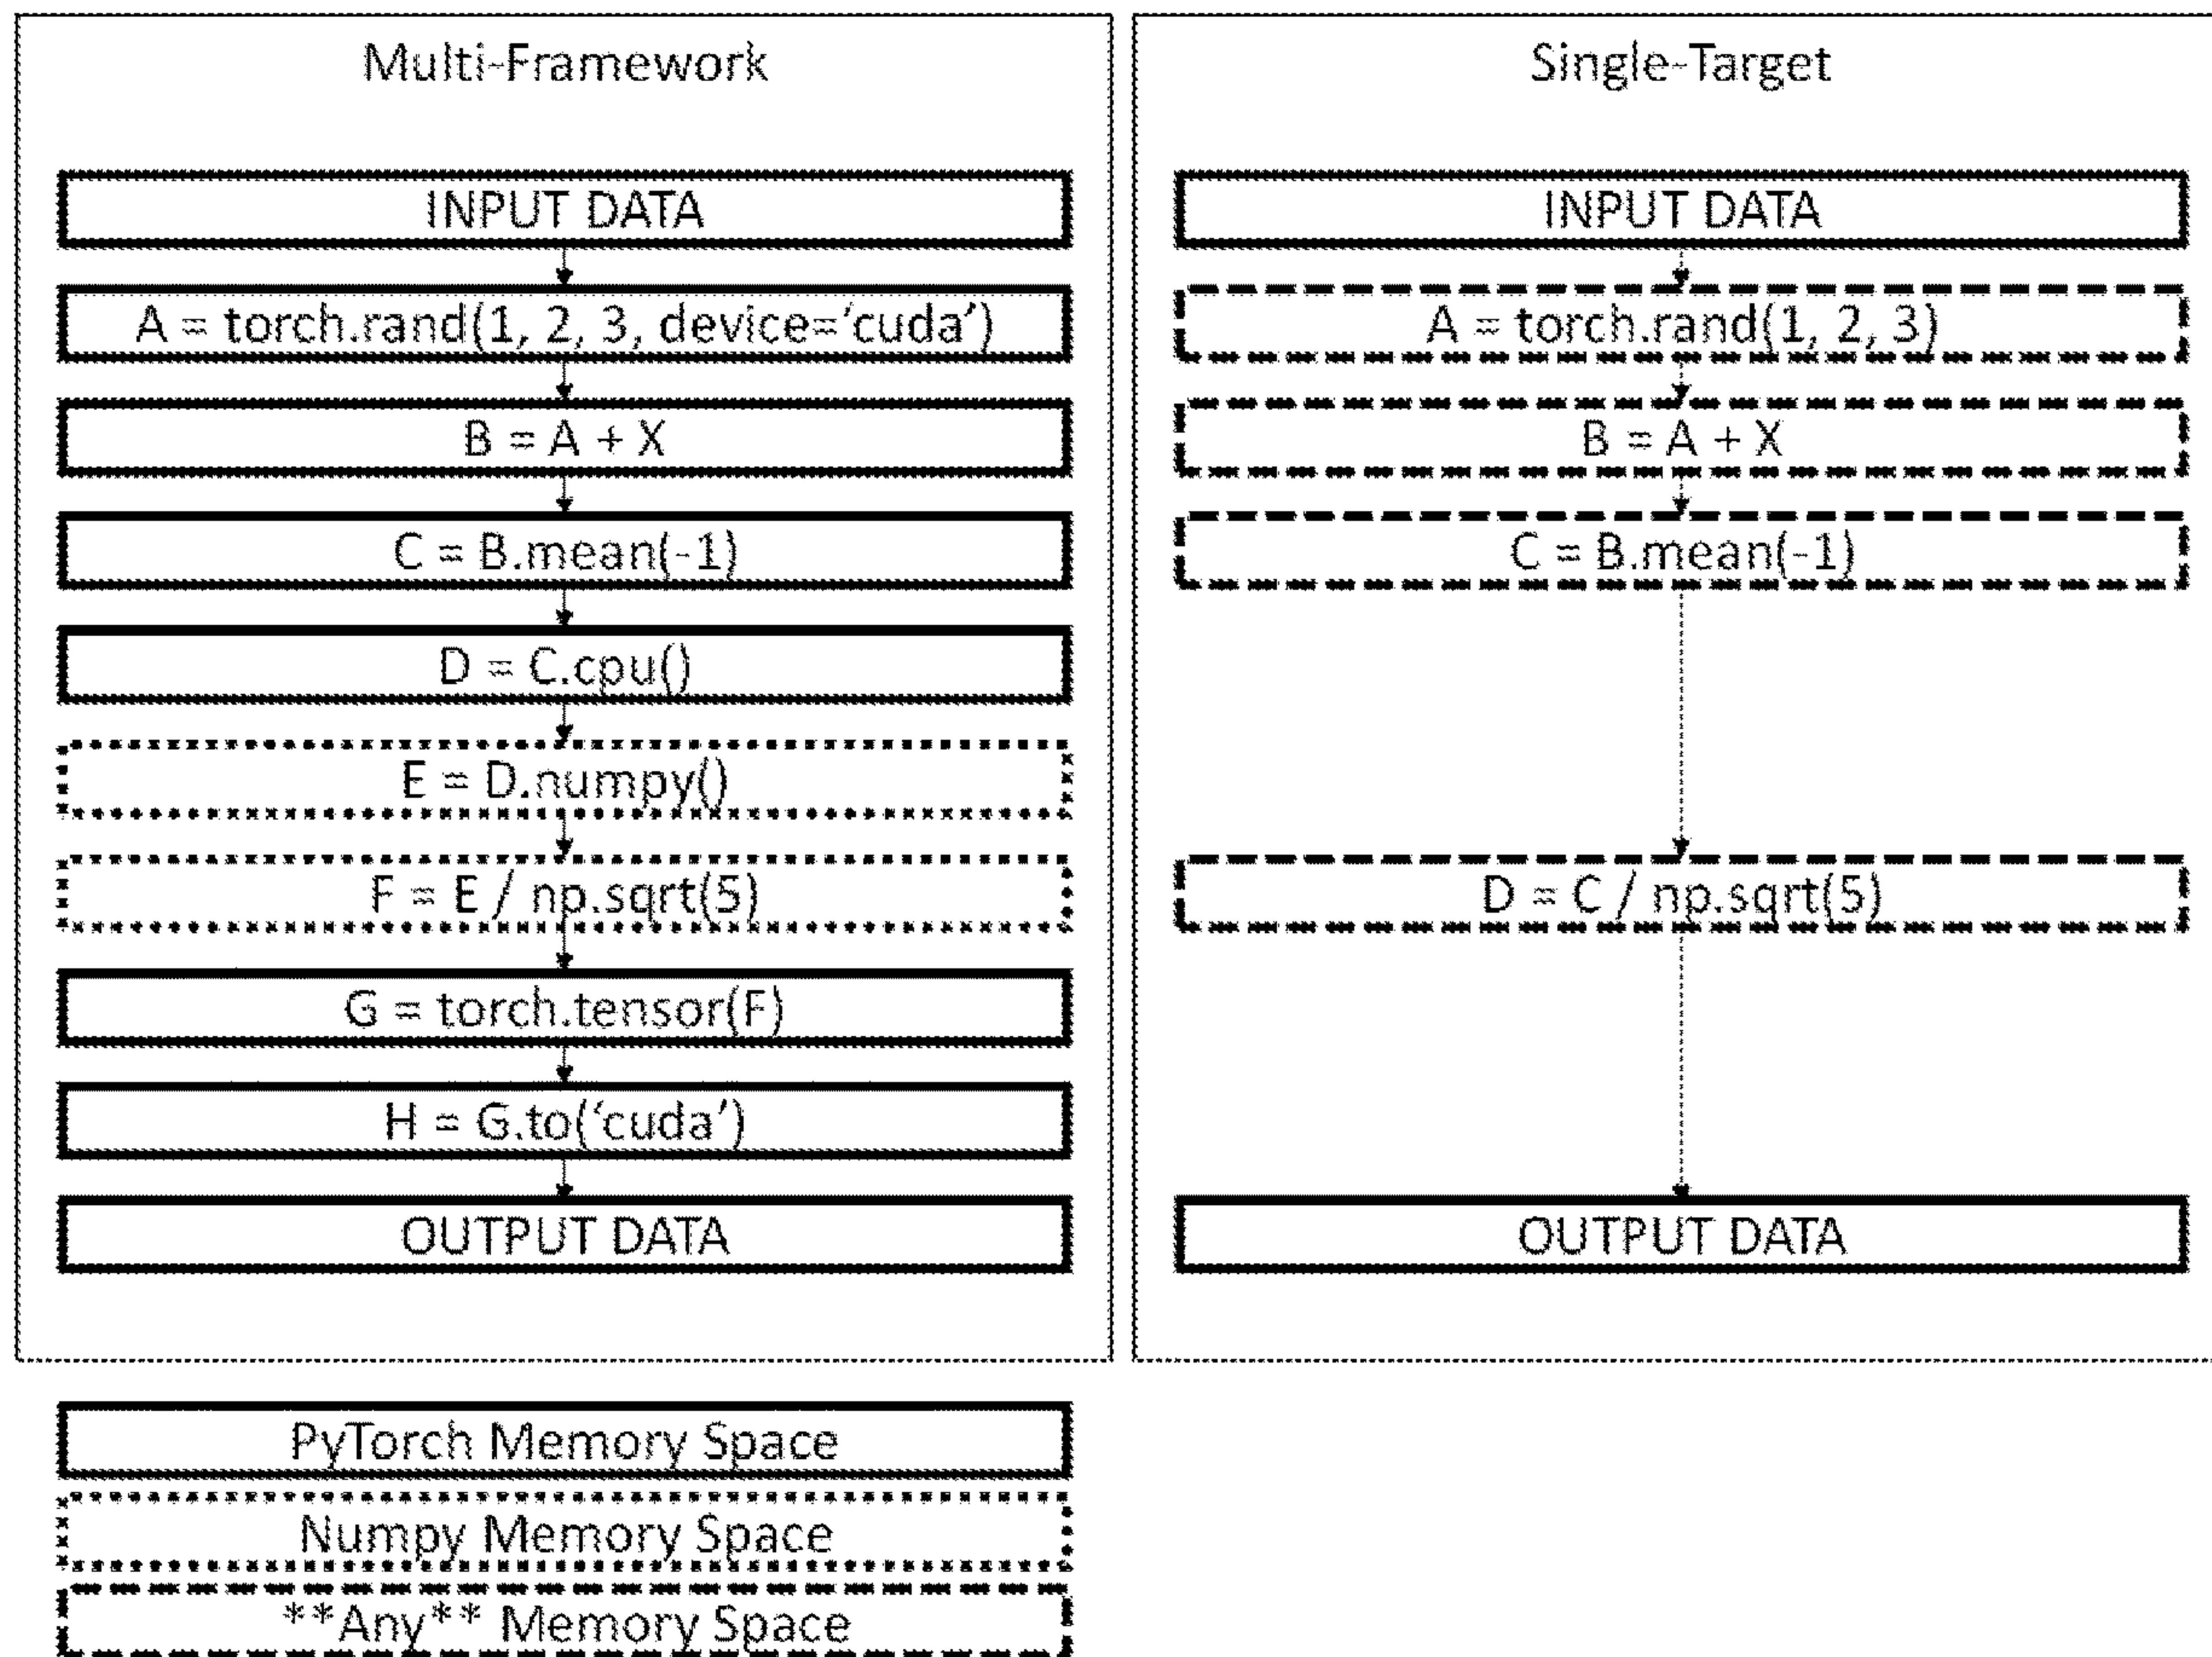 Multi-Framework
INPUT DATA
A = torch.rand(1, 2, 3, device=‘cuda’)
B = A + X
C = B.mean(-1)
D = C.cpu()
E = D.numpy()
F = E / np.sqrt(5)
G = torch.tensor(F)
H = G.to(‘cuda’)
OUTPUT DATA
Single-Target
INPUT DATA
A = torch.rand(1, 2, 3)
B = A + X
C = B.mean(-1)
D = C / np.sqrt(5)
OUTPUT DATA
PyTorch Memory Space
Numpy Memory Space
**Any** Memory Space